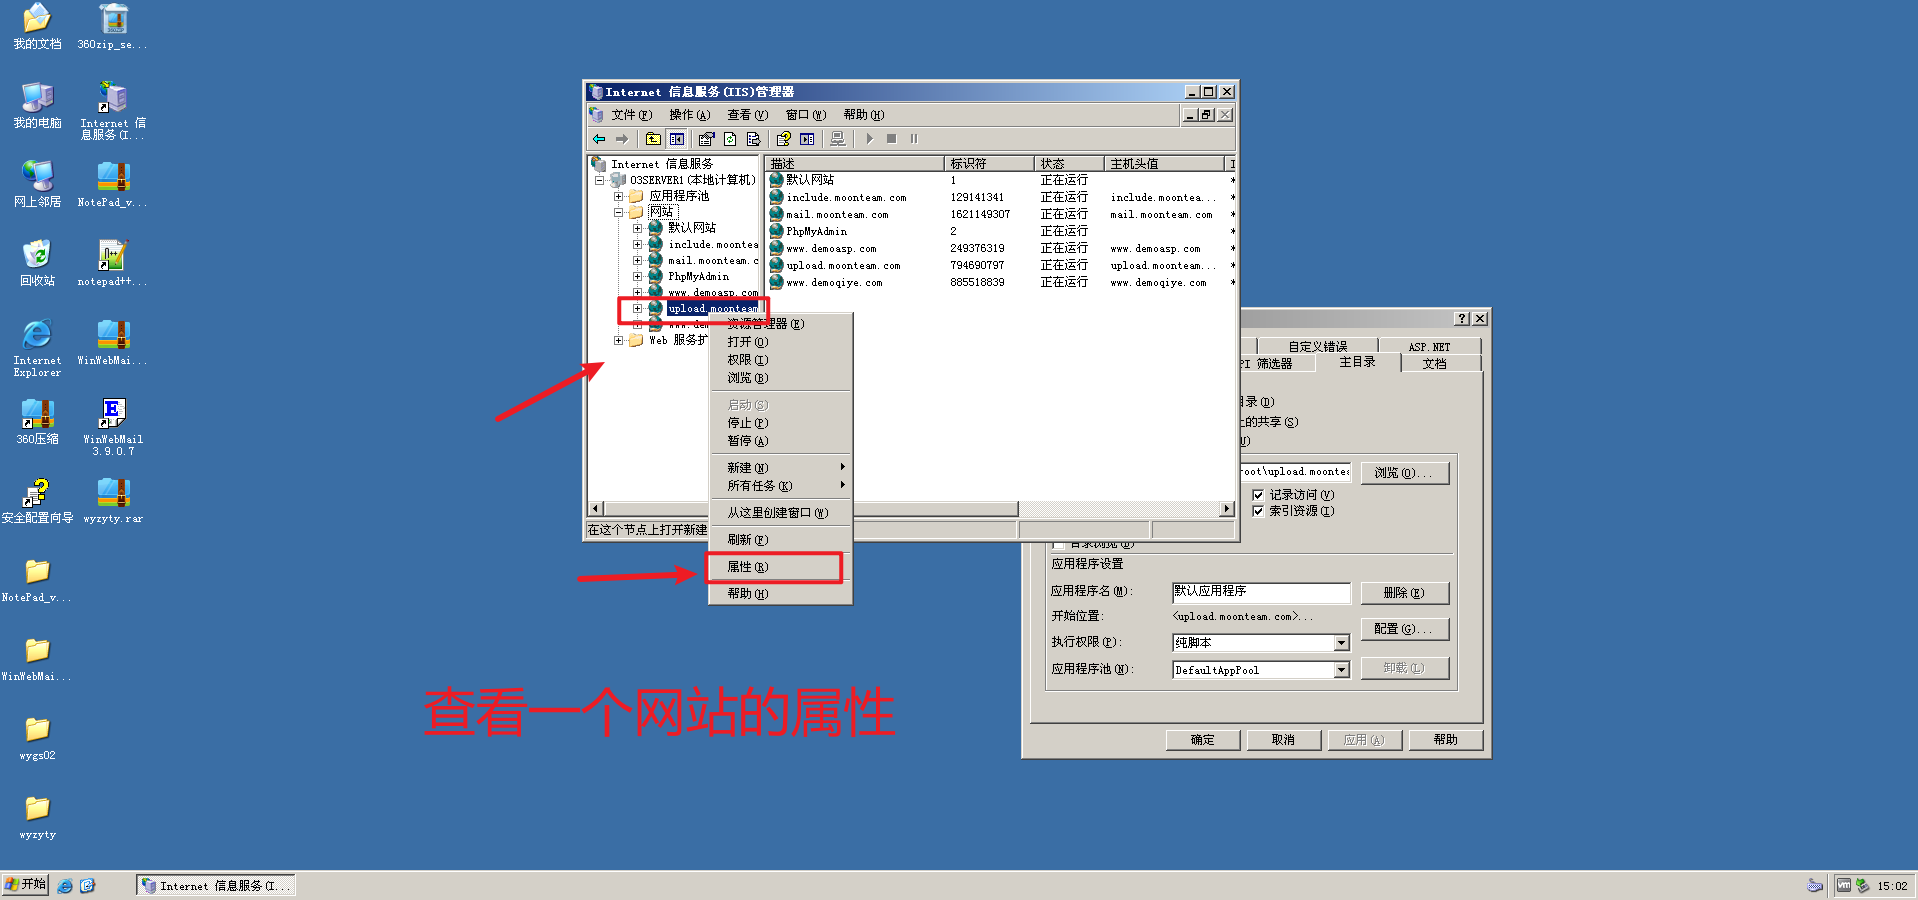 我的文档
360zip_se...
我的电脑
Internet 信
息服务(I...
网上邻居
NotePad_v...
回收站
notepad++...
Internet
Explorer
WinWebMai...
360压缩
WinWebMail
3.9.0.7
安全配置向导
wyzyty.rar
NotePad_v...
WinWebMai...
wygs02
wyzyty
Internet 信息服务(IIS)管理器
文件(F) 操作(A) 查看(V) 窗口(W) 帮助(H)
Internet 信息服务
03SERVER1(本地计算机)
应用程序池
网站
默认网站
include.moontea
mail.moonteam.c
PhpMyAdmin
www.demoasp.com
upload.moonteam
www.dem
Web 服务扩
描述 标识符 状态 主机头值 I
默认网站 1 正在运行 *
include.moonteam.com 129141341 正在运行 include.moontea... *
mail.moonteam.com 1621149307 正在运行 mail.moonteam.com *
PhpMyAdmin 2 正在运行 *
www.demoasp.com 249376319 正在运行 www.demoasp.com *
upload.moonteam.com 794690797 正在运行 upload.moonteam... *
www.demoqiye.com 885518839 正在运行 www.demoqiye.com *
在这个节点上打开新建
资源管理器(E)
打开(O)
权限(I)
浏览(B)
启动(S)
停止(P)
暂停(A)
新建(N)
所有任务(K)
从这里创建窗口(W)
刷新(F)
属性(R)
帮助(H)
自定义错误 ASP.NET
PI 筛选器 主目录 文档
目录(D)
上的共享(S)
U)
root\upload.moontea 浏览(O)...
记录访问(V)
索引资源(I)
目录浏览(B)
应用程序设置
应用程序名(M): 默认应用程序 删除(E)
开始位置: <upload.moonteam.com>...
配置(G)...
执行权限(P): 纯脚本
应用程序池(N): DefaultAppPool 卸载(L)
确定 取消 应用(A) 帮助
查看一个网站的属性
开始 Internet 信息服务(I... 15:02